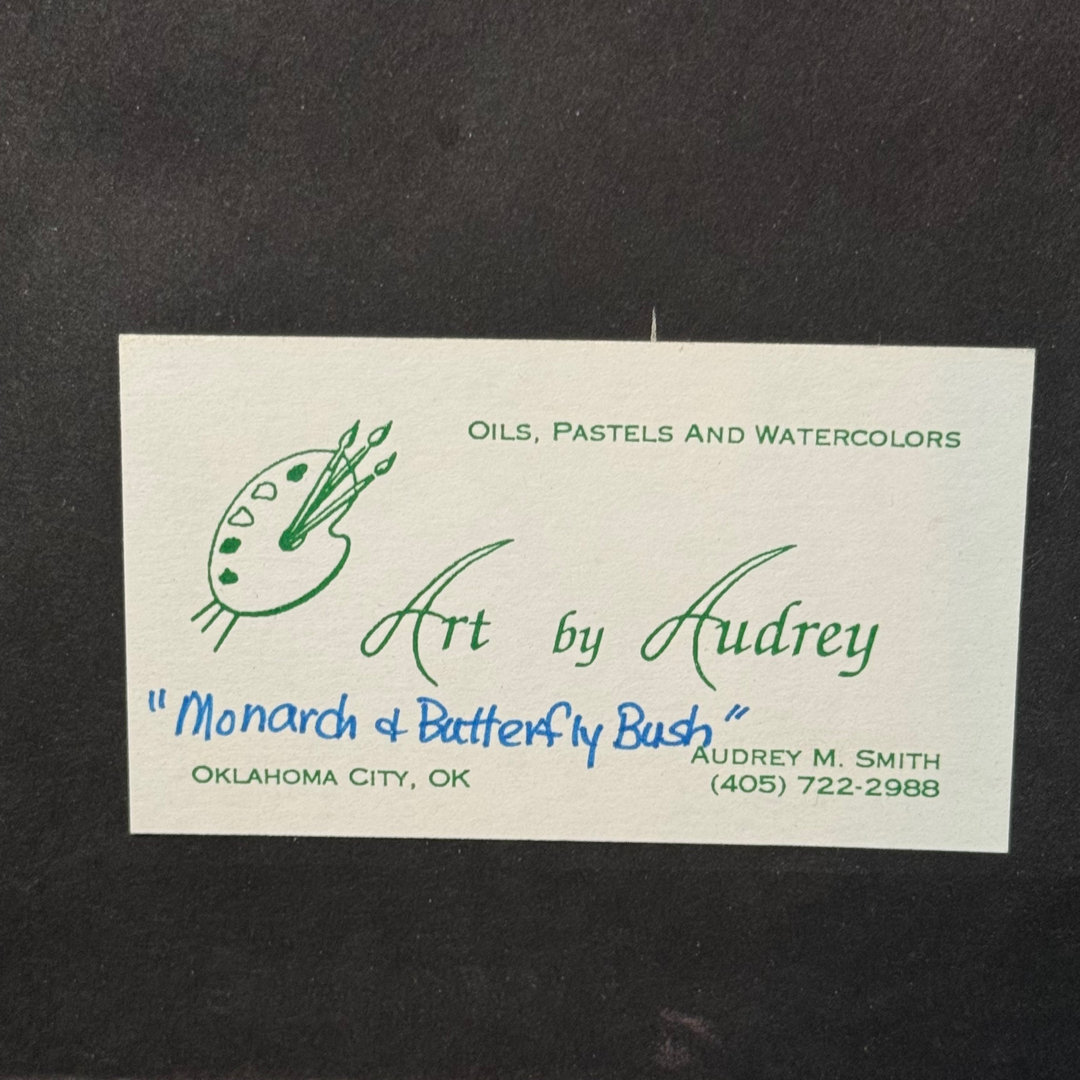 OILS, PASTELS AND WATERCOLORS
Art by Audrey
"Monarch & Butterfly Bush"
AUDREY M. SMITH
OKLAHOMA CITY, OK
(405) 722-2988